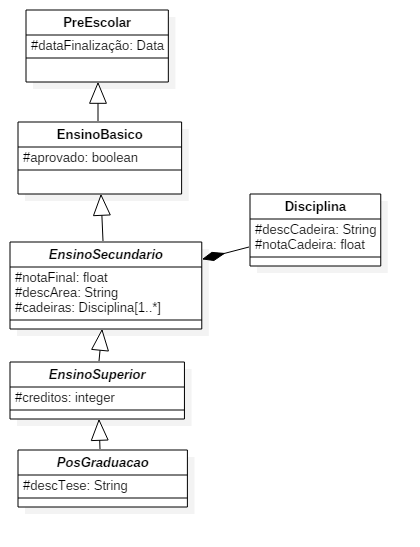 PreEscolar
#dataFinalização: Data
EnsinoBasico
#aprovado: boolean
Disciplina
#descCadeira: String
#notaCadeira: float
EnsinoSecundario
#notaFinal: float
#descArea: String
#cadeiras: Disciplina[1..*]
EnsinoSuperior
#creditos: integer
PosGraduacao
#descTese: String